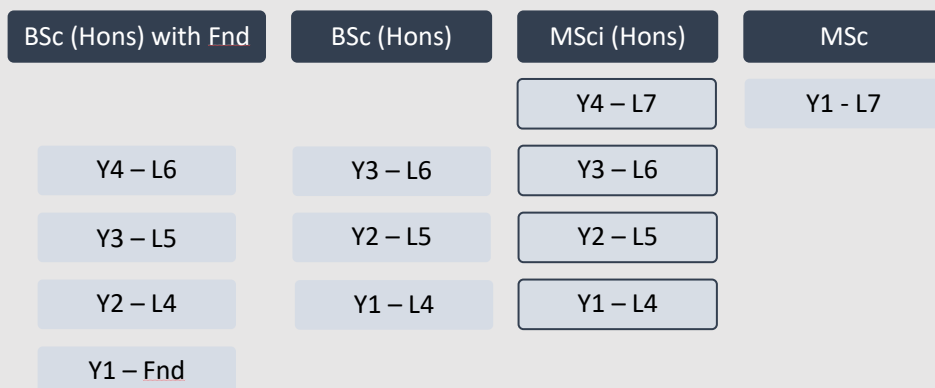 BSc (Hons) with Fnd
BSc (Hons)
MSci (Hons)
MSc
Y4 – L7
Y1 - L7
Y4 – L6
Y3 – L6
Y3 – L6
Y3 – L5
Y2 – L5
Y2 – L5
Y2 – L4
Y1 – L4
Y1 – L4
Y1 – Fnd